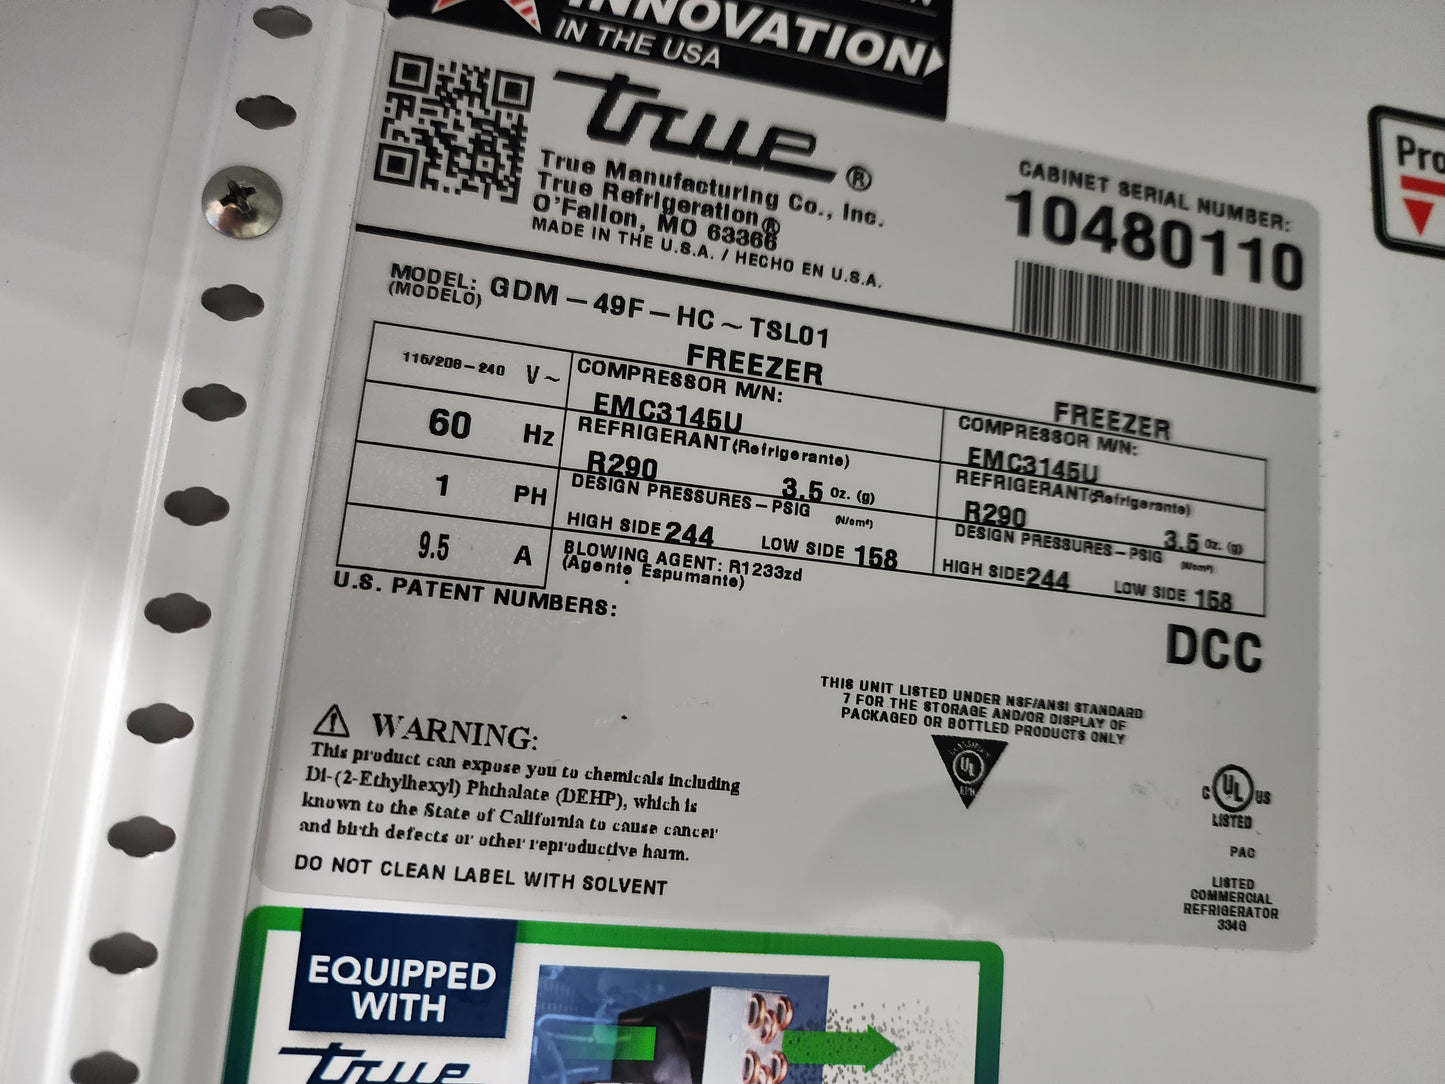 INNOVATION
IN THE USA
true®
True Manufacturing Co., Inc.
True Refrigeration®
O'Fallon, MO 63366
MADE IN THE U.S.A. / HECHO EN U.S.A.
CABINET SERIAL NUMBER:
10480110
Pro
MODEL: GDM-49F-HC~TSL01
(MODELO)
115/208-240 V~
60 Hz
1 PH
9.5 A
FREEZER
COMPRESSOR M/N:
EMC3145U
REFRIGERANT(Refrigerante)
R290 3.5 Oz. (g)
DESIGN PRESSURES-PSIG
HIGH SIDE 244 LOW SIDE 158
BLOWING AGENT: R1233zd
(Agente Espumante)
FREEZER
COMPRESSOR M/N:
EMC3145U
REFRIGERANT(Refrigerante)
R290 3.5 Oz. (g)
DESIGN PRESSURES-PSIG
HIGH SIDE 244 LOW SIDE 158
U.S. PATENT NUMBERS:
DCC
THIS UNIT LISTED UNDER NSF/ANSI STANDARD
7 FOR THE STORAGE AND/OR DISPLAY OF
PACKAGED OR BOTTLED PRODUCTS ONLY
UL
EPH
C UL US
LISTED
PAC
LISTED
COMMERCIAL
REFRIGERATOR
334G
WARNING:
This product can expose you to chemicals including
Di-(2-Ethylhexyl) Phthalate (DEHP), which is
known to the State of California to cause cancer
and birth defects or other reproductive harm.
DO NOT CLEAN LABEL WITH SOLVENT
EQUIPPED
WITH
true